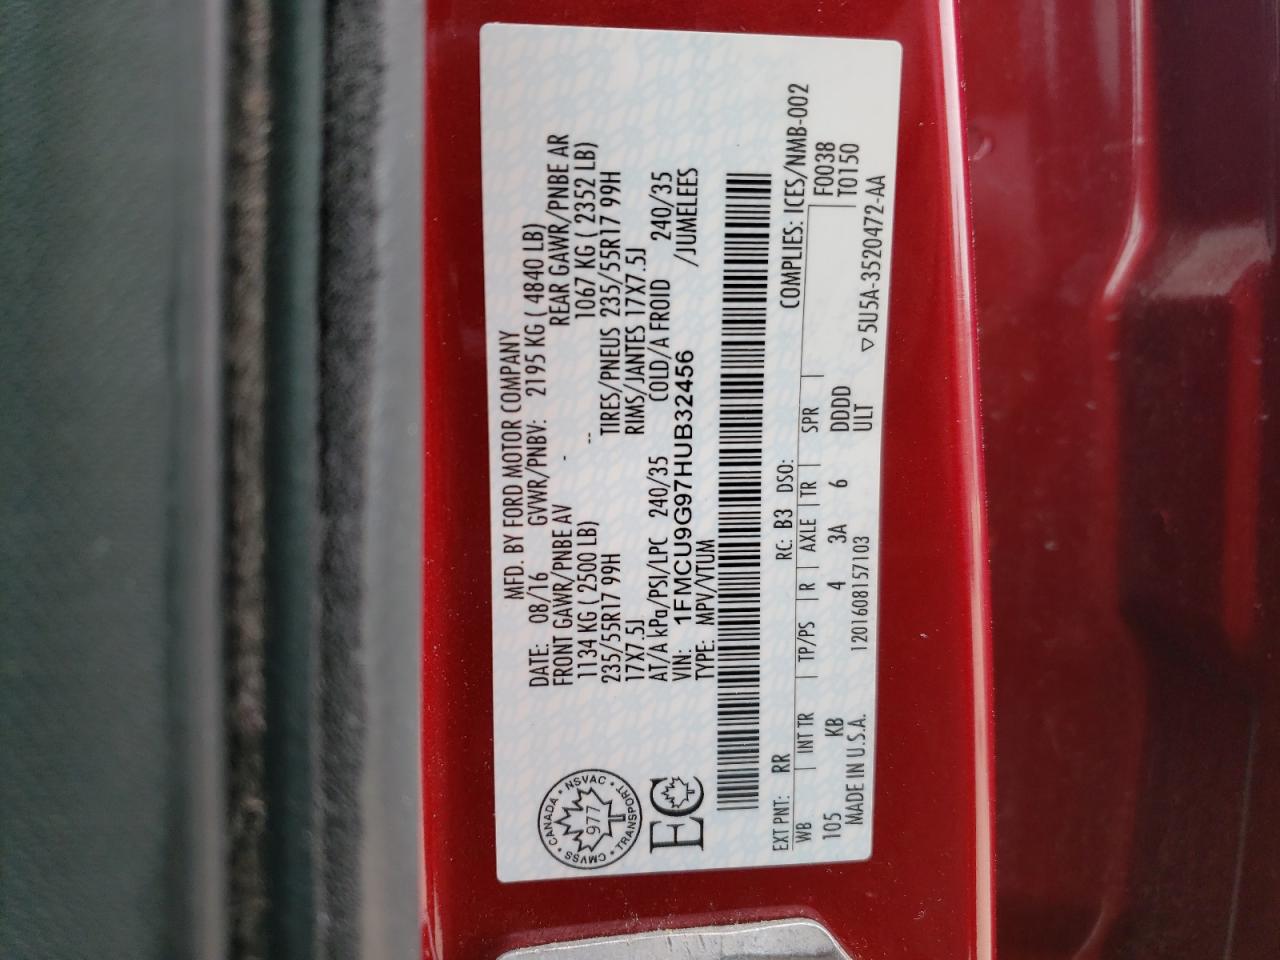 MFD. BY FORD MOTOR COMPANY
DATE: 08/16 GVWR/PNBV: 2195 KG ( 4840 LB)
FRONT GAWR/PNBE AV - REAR GAWR/PNBE AR
1134 KG ( 2500 LB) -- 1067 KG ( 2352 LB)
235/55R17 99H TIRES/PNEUS 235/55R17 99H
17X7.5J RIMS/JANTES 17X7.5J
AT/A kPa/PSI/LPC 240/35 COLD/A FROID 240/35
VIN: 1FMCU9G97HUB32456 /JUMELEES
TYPE: MPV/VTUM
CANADA • NSVAC • TRANSPORT • CMVSS •
977
EC
COMPLIES: ICES/NMB-002
EXT PNT: RR RC: B3 DSO: F0038
WB INT TR TP/PS R AXLE TR SPR T0150
105 KB 4 3A 6 DDDD
MADE IN U.S.A. 120160815 7103 ULT ▽5U5A-3520472-AA